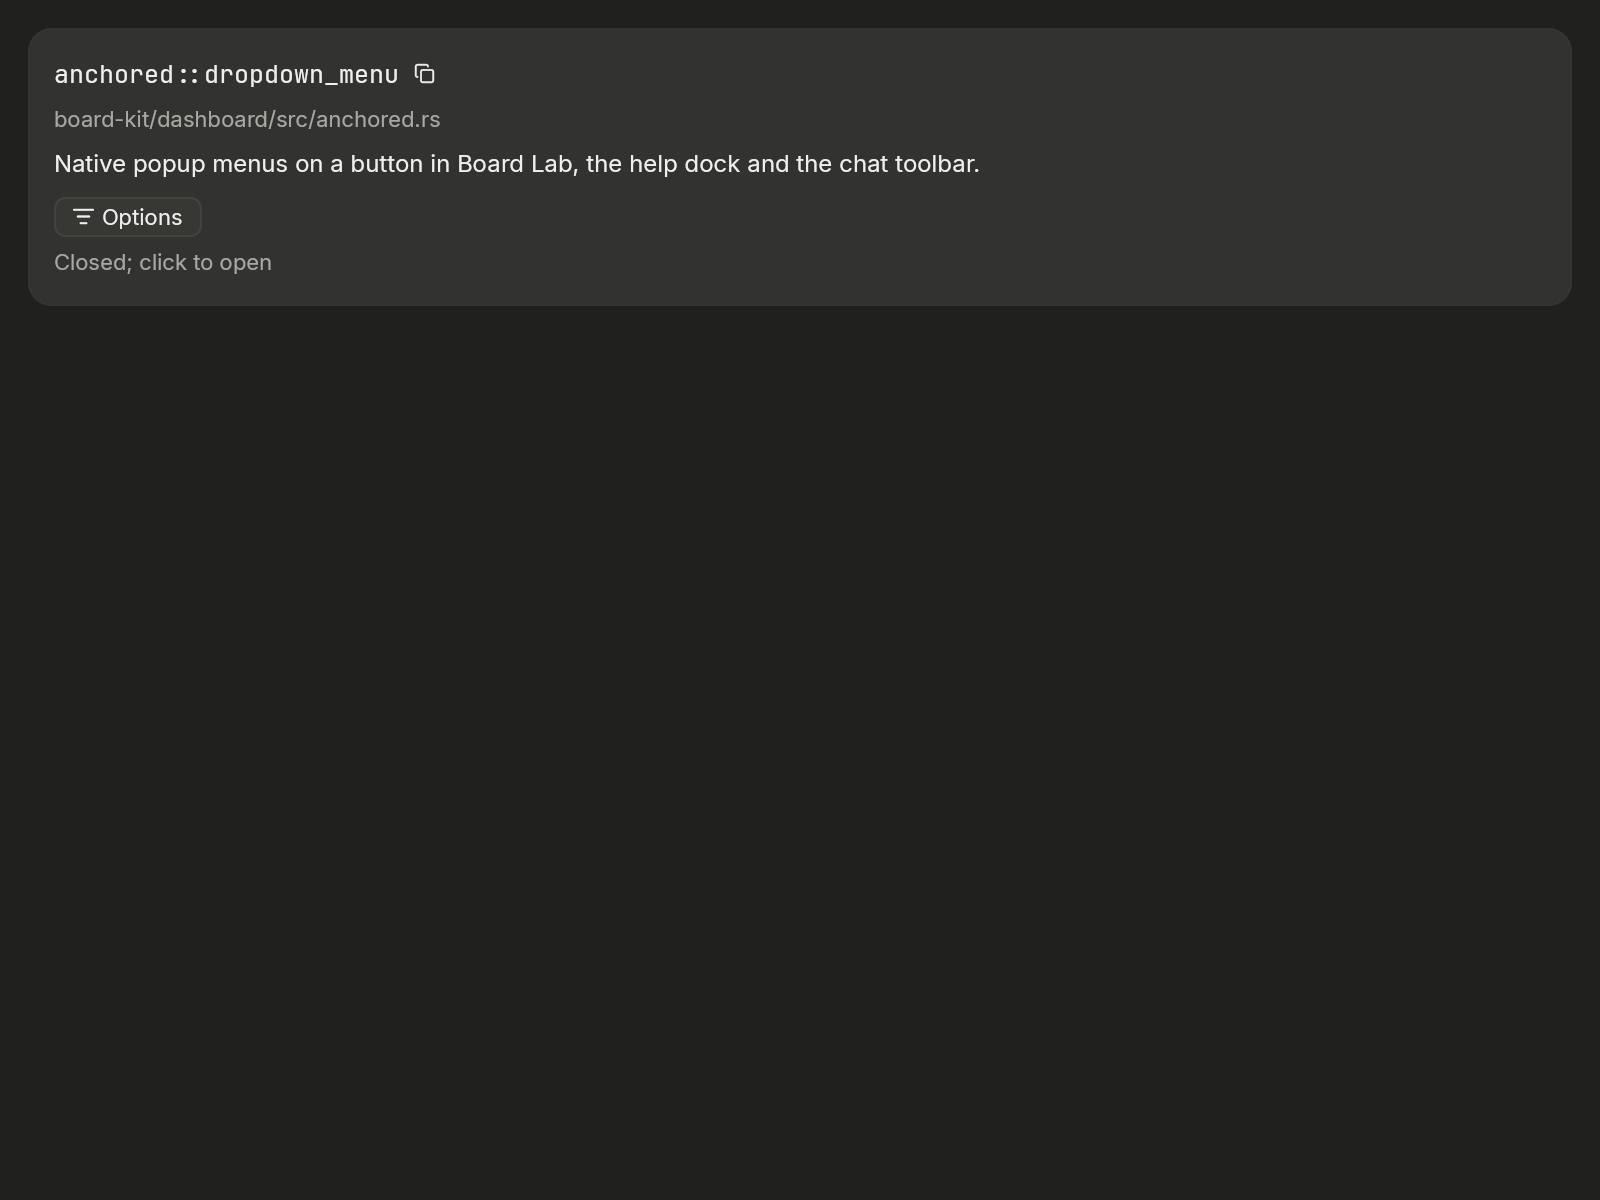 anchored::dropdown_menu
board-kit/dashboard/src/anchored.rs
Native popup menus on a button in Board Lab, the help dock and the chat toolbar.
Options
Closed; click to open